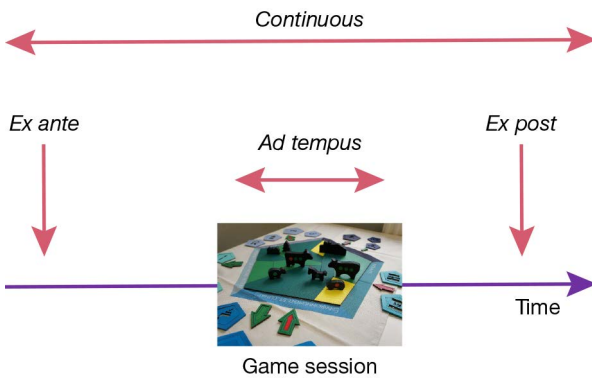 Continuous
Ex ante
Ad tempus
Ex post
Time
Game session